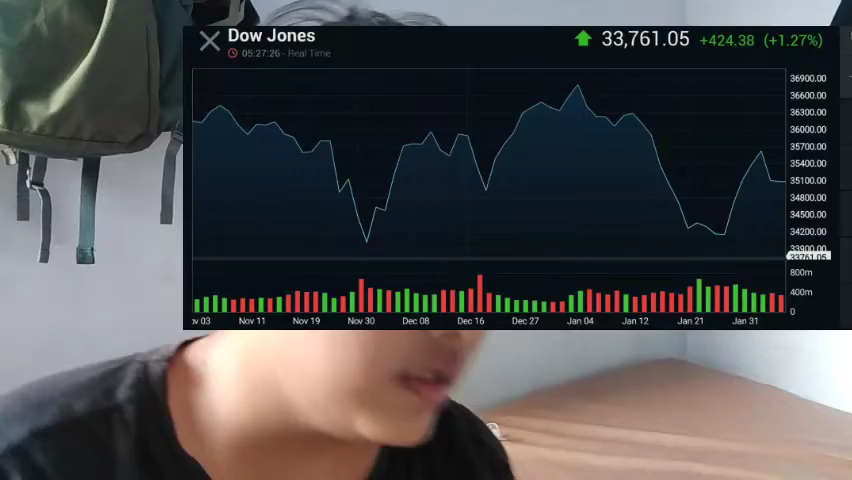 Dow Jones
05:27:26 - Real Time
33,761.05 +424.38 (+1.27%)
36900.00
36600.00
36300.00
36000.00
35700.00
35400.00
35100.00
34800.00
34500.00
34200.00
33900.00
33761.05
800m
400m
0
ov 03 Nov 11 Nov 19 Nov 30 Dec 08 Dec 16 Dec 27 Jan 04 Jan 12 Jan 21 Jan 31